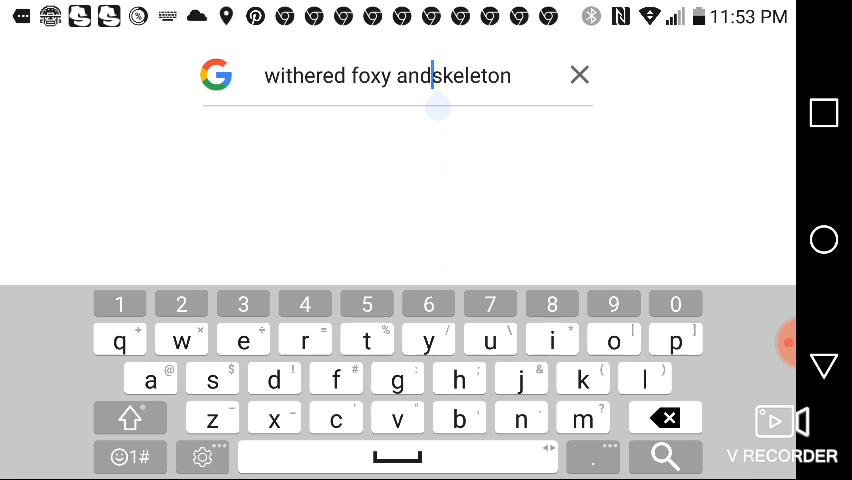 11:53 PM
withered foxy andskeleton
1 2 3 4 5 6 7 8 9 0
q + w × e ÷ r = t % y / u \ i * o [ p ]
a @ s $ d ! f # g : h ; j & k ( l )
z - x _ c ' v " b , n . m ?
1# .
V RECORDER